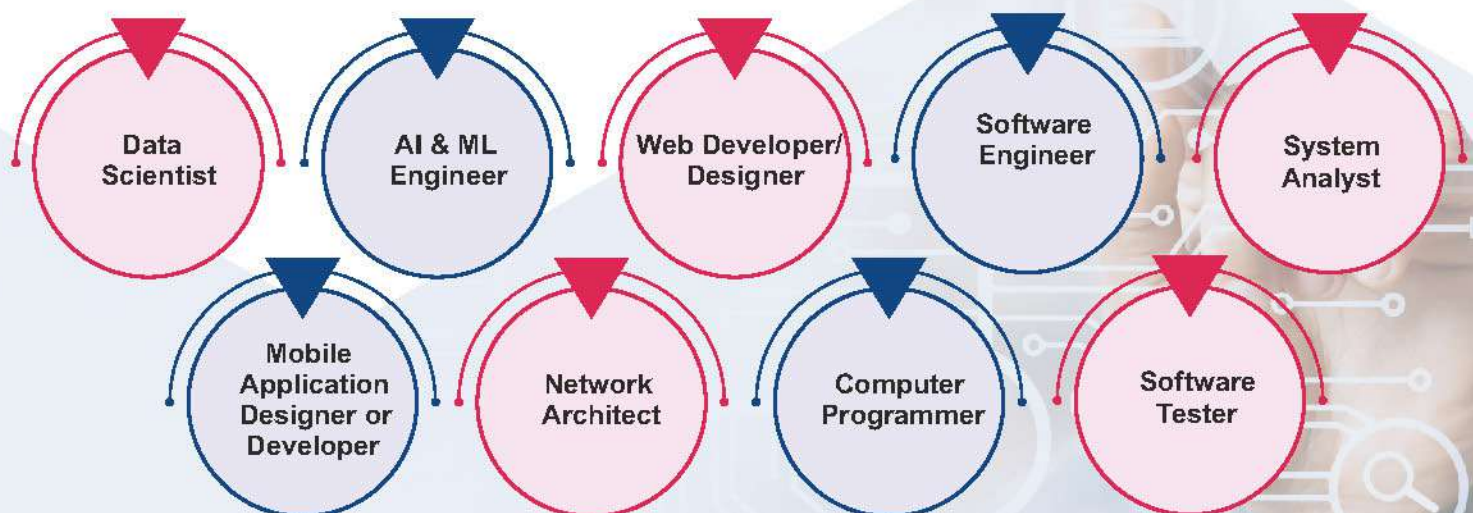 Data
Scientist
AI & ML
Engineer
Web Developer/
Designer
Software
Engineer
System
Analyst
Mobile
Application
Designer or
Developer
Network
Architect
Computer
Programmer
Software
Tester